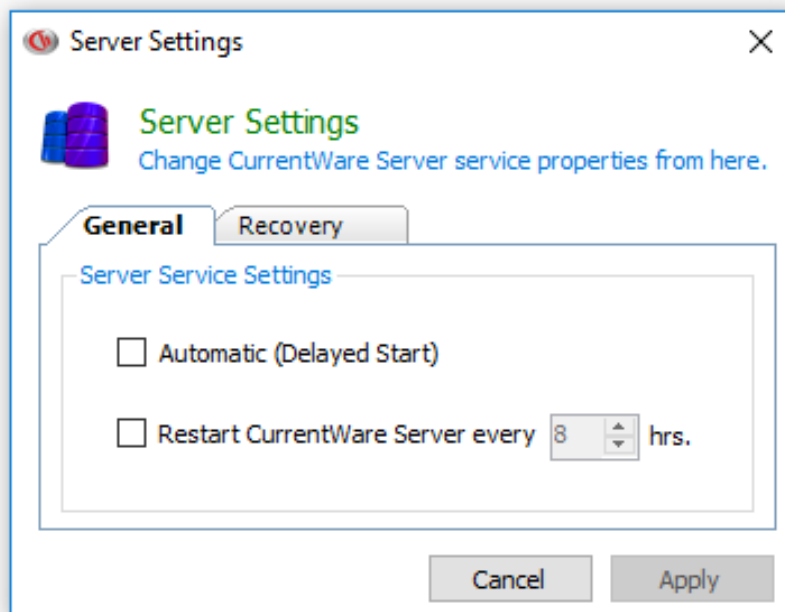 Server Settings
Server Settings
Change CurrentWare Server service properties from here.
General
Recovery
Server Service Settings
Automatic (Delayed Start)
Restart CurrentWare Server every 8 hrs.
Cancel
Apply